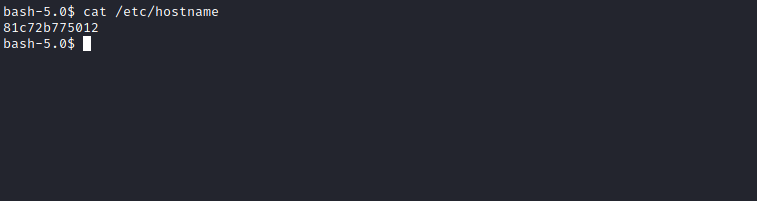 bash-5.0$ cat /etc/hostname
81c72b775012
bash-5.0$